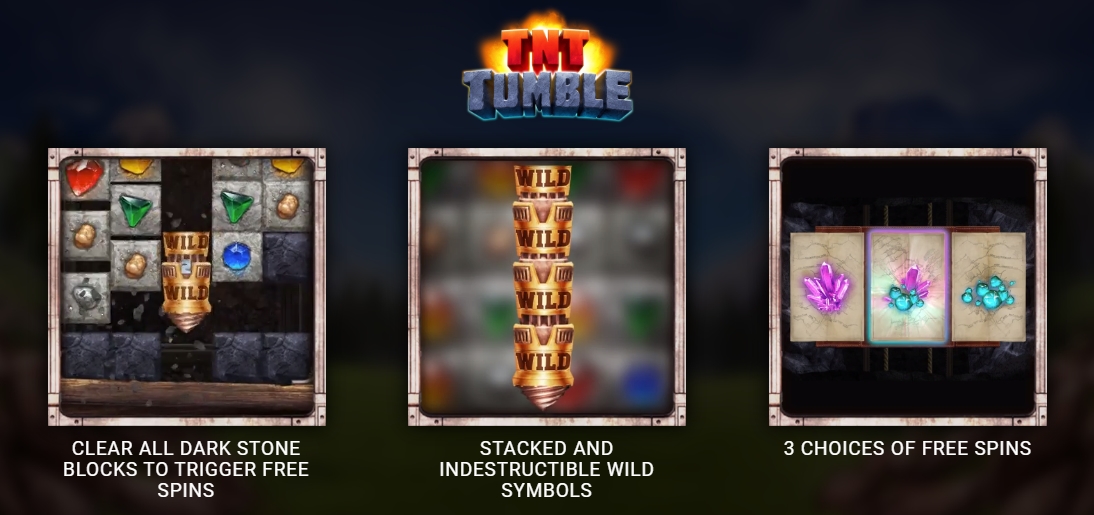 TNT
TUMBLE
WILD
WILD
WILD
WILD
WILD
WILD
CLEAR ALL DARK STONE
BLOCKS TO TRIGGER FREE
SPINS
STACKED AND
INDESTRUCTIBLE WILD
SYMBOLS
3 CHOICES OF FREE SPINS